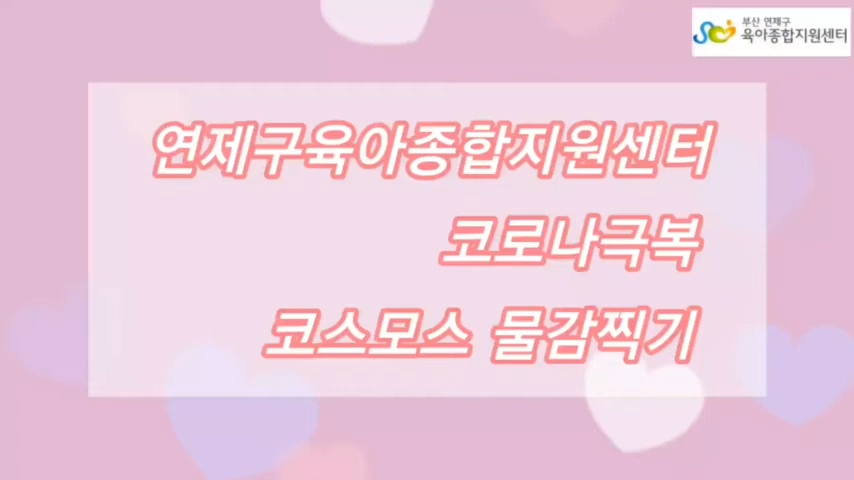 부산 연제구
육아종합지원센터
연제구육아종합지원센터
코로나극복
코스모스 물감찍기